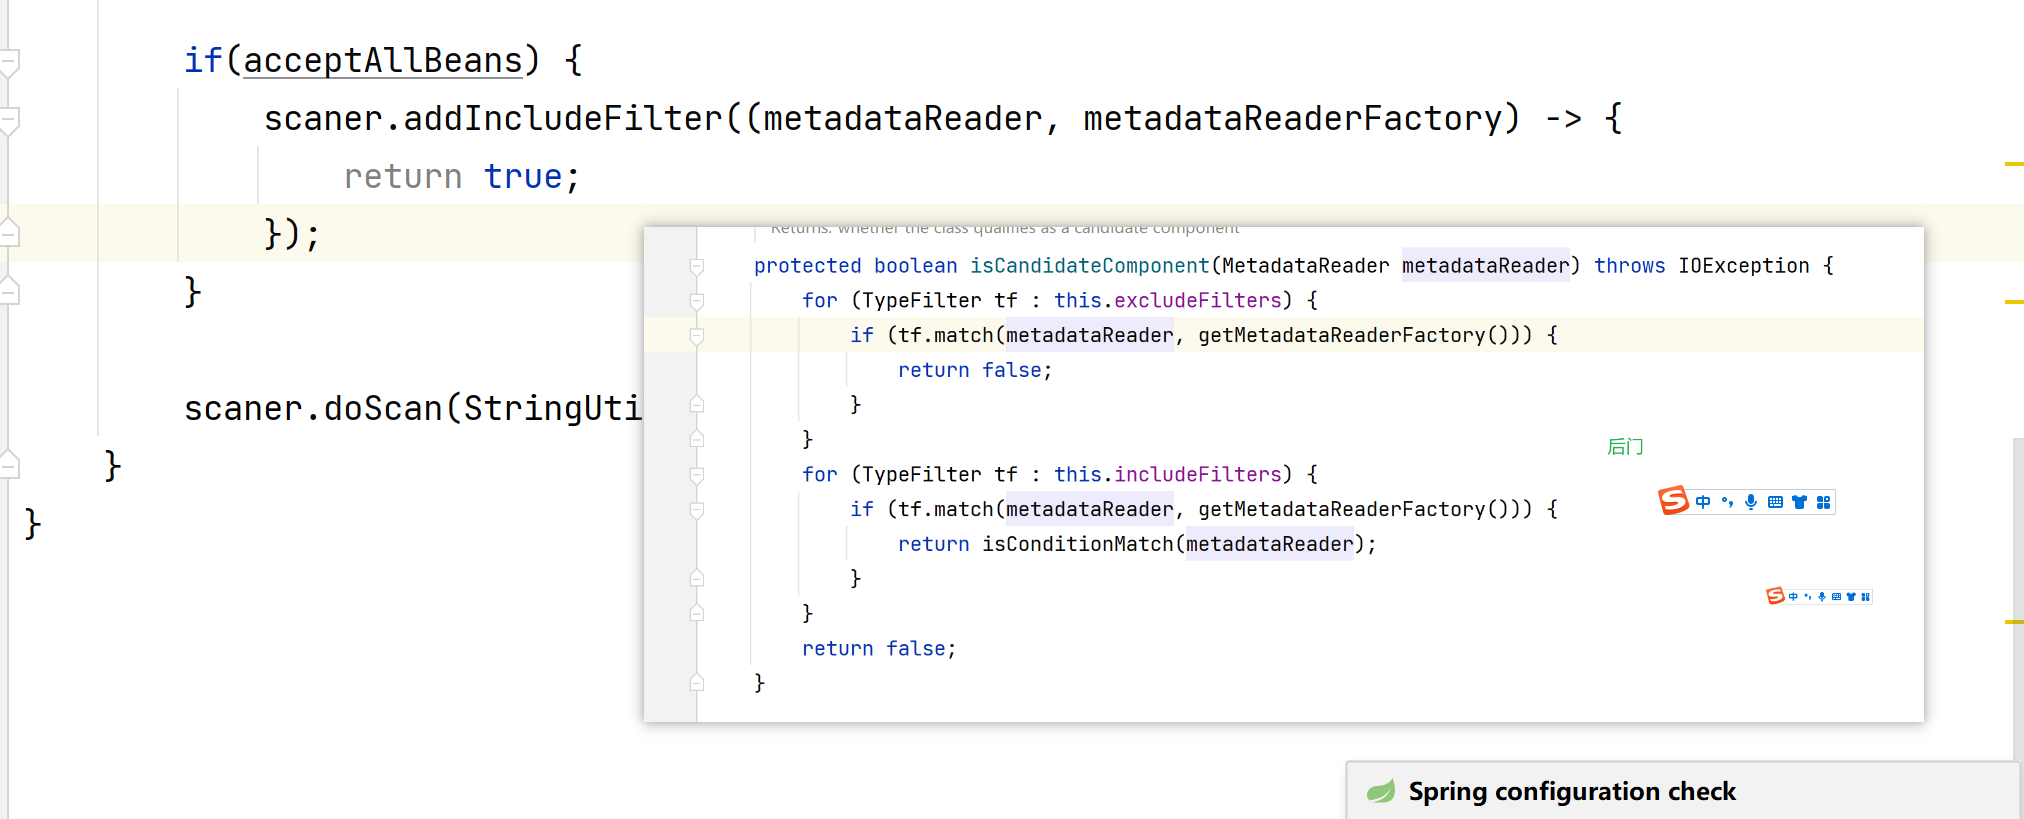 if(acceptAllBeans) {
scaner.addIncludeFilter((metadataReader, metadataReaderFactory) -> {
return true;
});
}
scaner.doScan(StringUti
}
}
Returns: whether the class qualifies as a candidate component
protected boolean isCandidateComponent(MetadataReader metadataReader) throws IOException {
for (TypeFilter tf : this.excludeFilters) {
if (tf.match(metadataReader, getMetadataReaderFactory())) {
return false;
}
}
后门
for (TypeFilter tf : this.includeFilters) {
if (tf.match(metadataReader, getMetadataReaderFactory())) {
中
return isConditionMatch(metadataReader);
}
中
}
return false;
}
Spring configuration check